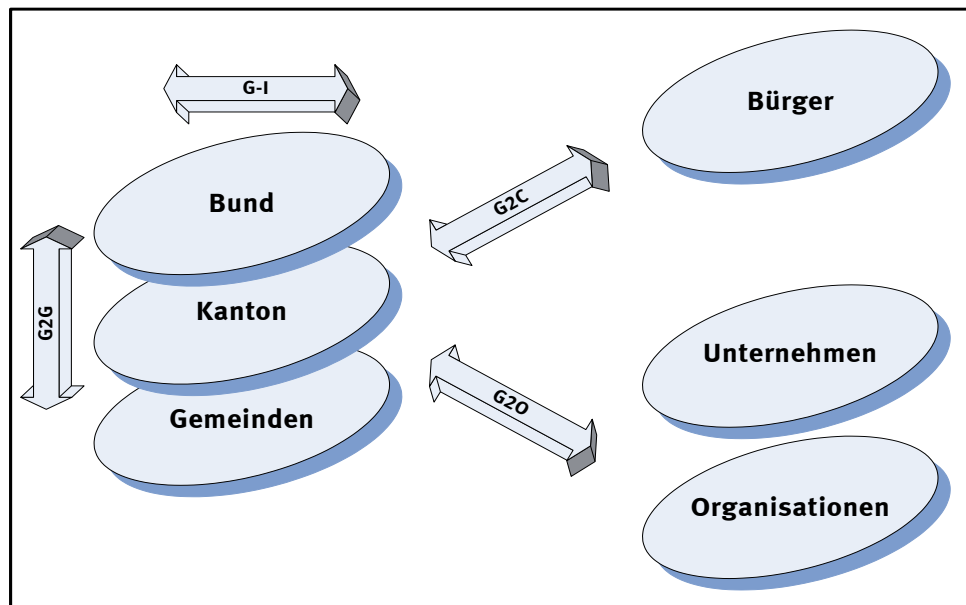 G-I
Bürger
Bund
G2C
G2G
Kanton
Unternehmen
Gemeinden
G2O
Organisationen